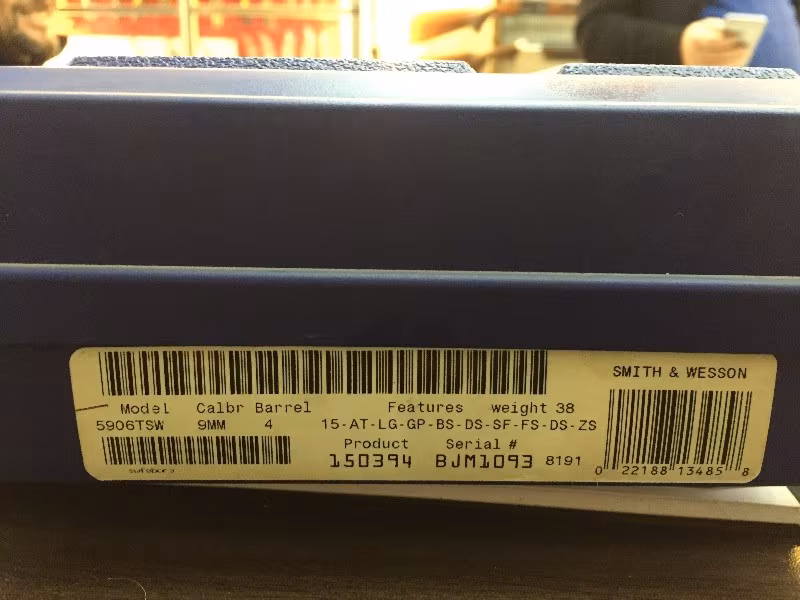 SMITH & WESSON
Model Calbr Barrel Features weight 38
5906TSW 9MM 4 15-AT-LG-GP-BS-DS-SF-FS-DS-ZS
Product Serial #
150394 BJM1093 8191
0 22188 13485 8